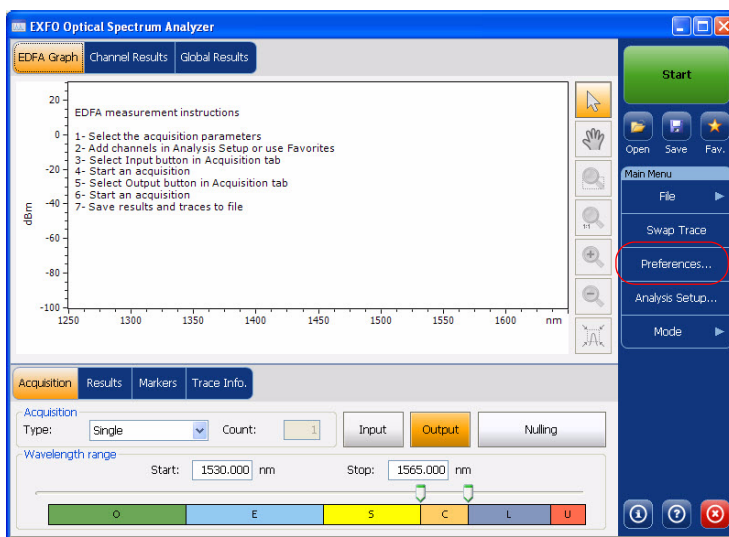 EXFO Optical Spectrum Analyzer
EDFA Graph Channel Results Global Results
EDFA measurement instructions
1- Select the acquisition parameters
2- Add channels in Analysis Setup or use Favorites
3- Select Input button in Acquisition tab
4- Start an acquisition
5- Select Output button in Acquisition tab
6- Start an acquisition
7- Save results and traces to file
20
0
-20
-40
-60
-80
-100
dBm
1250 1300 1350 1400 1450 1500 1550 1600 nm
1:1
Start
Open Save Fav.
Main Menu
File
Swap Trace
Preferences...
Analysis Setup...
Mode
Acquisition Results Markers Trace Info.
Acquisition
Type: Single Count: 1 Input Output Nulling
Wavelength range
Start: 1530.000 nm Stop: 1565.000 nm
O E S C L U